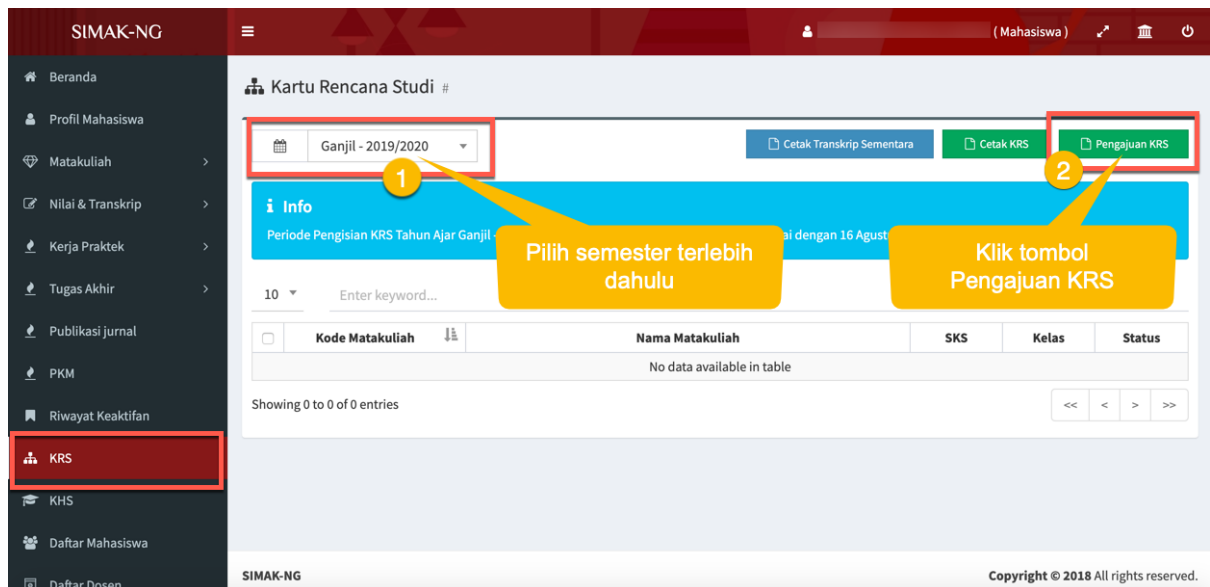 SIMAK-NG
( Mahasiswa )
Beranda
Profil Mahasiswa
Matakuliah
Nilai & Transkrip
Kerja Praktek
Tugas Akhir
Publikasi jurnal
PKM
Riwayat Keaktifan
KRS
KHS
Daftar Mahasiswa
Daftar Dosen
Kartu Rencana Studi #
Ganjil - 2019/2020
Cetak Transkrip Sementara
Cetak KRS
Pengajuan KRS
1
2
i Info
Periode Pengisian KRS Tahun Ajar Ganjil - dengan 16
Pilih semester terlebih
dahulu
Klik tombol
Pengajuan KRS
10 Enter keyword...
Kode Matakuliah Nama Matakuliah SKS Kelas Status
No data available in table
Showing 0 to 0 of 0 entries
<< < > >>
SIMAK-NG
Copyright © 2018 All rights reserved.